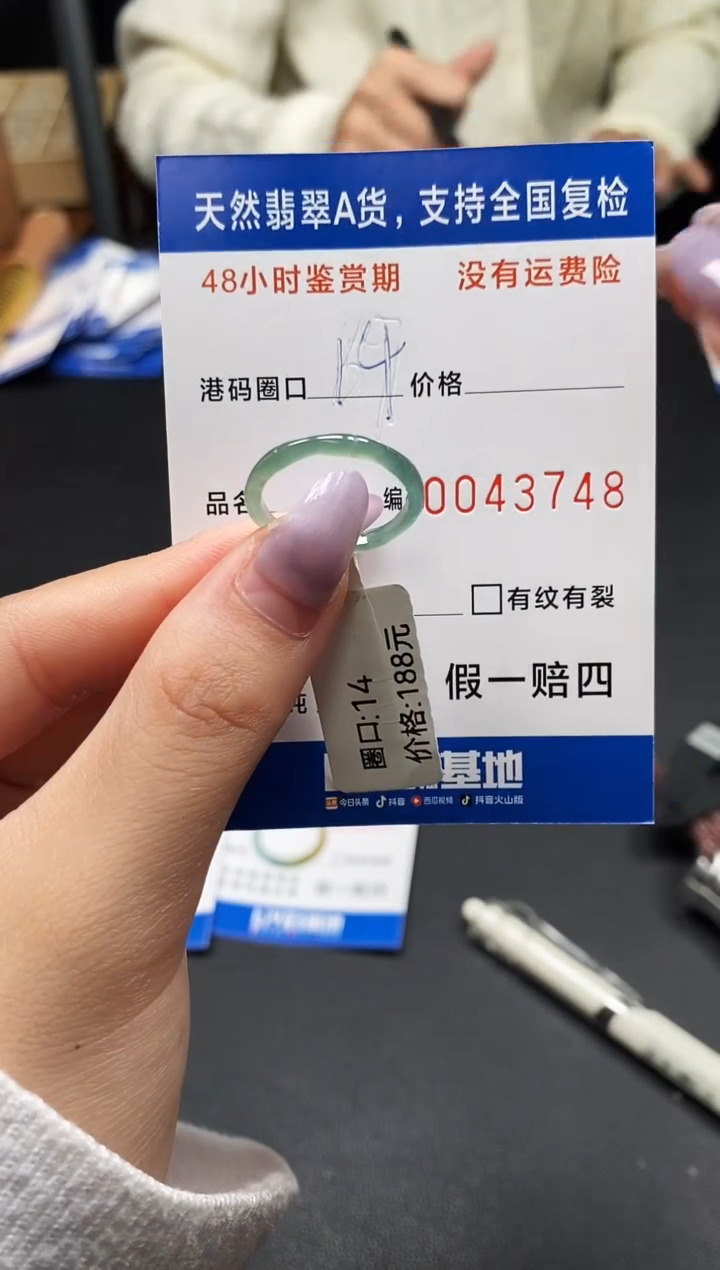 天然翡翠A货，支持全国复检
48小时鉴赏期 没有运费险
港码圈口 14 价格
品名 编 0043748
有纹有裂
圈口:14
价格:188元
假一赔四
基地
今日头条 抖音 西瓜视频 抖音火山版